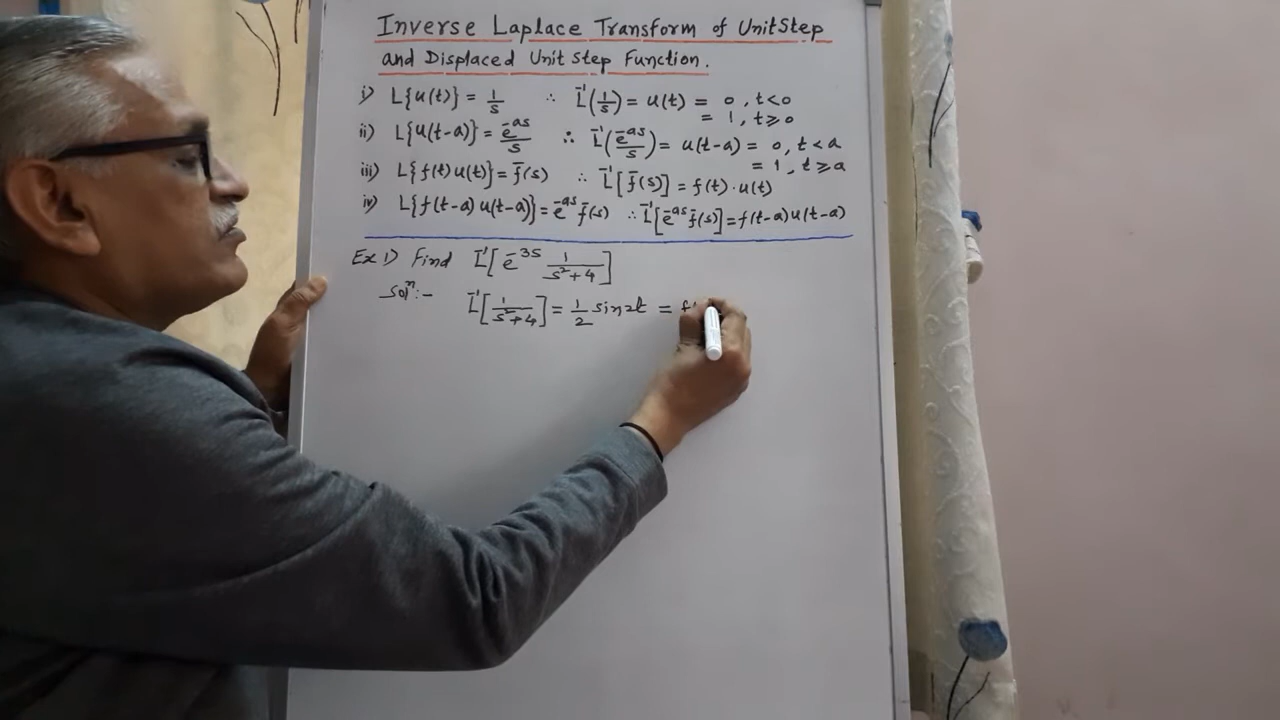 Inverse Laplace Transform of Unit Step
and Displaced Unit Step Function.
i) L{u(t)} = 1/s ∴ L⁻¹(1/s) = u(t) = 0, t<0
= 1, t≥0
ii) L{u(t-a)} = e⁻ᵃˢ/s ∴ L⁻¹(e⁻ᵃˢ/s) = u(t-a) = 0, t<a
= 1, t≥a
iii) L{f(t)u(t)} = f̄(s) ∴ L⁻¹[f̄(s)] = f(t)·u(t)
iv) L{f(t-a)u(t-a)} = e⁻ᵃˢ f̄(s) ∴ L⁻¹[e⁻ᵃˢ f̄(s)] = f(t-a)u(t-a)
Ex 1) Find L⁻¹[e⁻³ˢ 1/(s²+4)]
Solⁿ:- L⁻¹[1/(s²+4)] = 1/2 sin2t = f